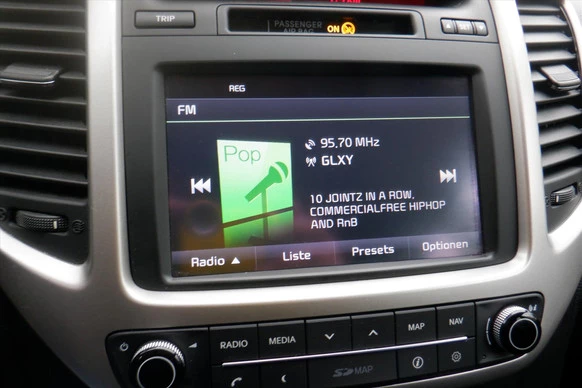 TRIP
PASSENGER
AIR BAG
ON
REG
FM
Pop
95.70 MHz
GLXY
10 JOINTZ IN A ROW.
COMMERCIALFREE HIPHOP
AND RnB
Radio ▲
Liste
Presets
Optionen
RADIO
MEDIA
MAP
NAV
SD MAP